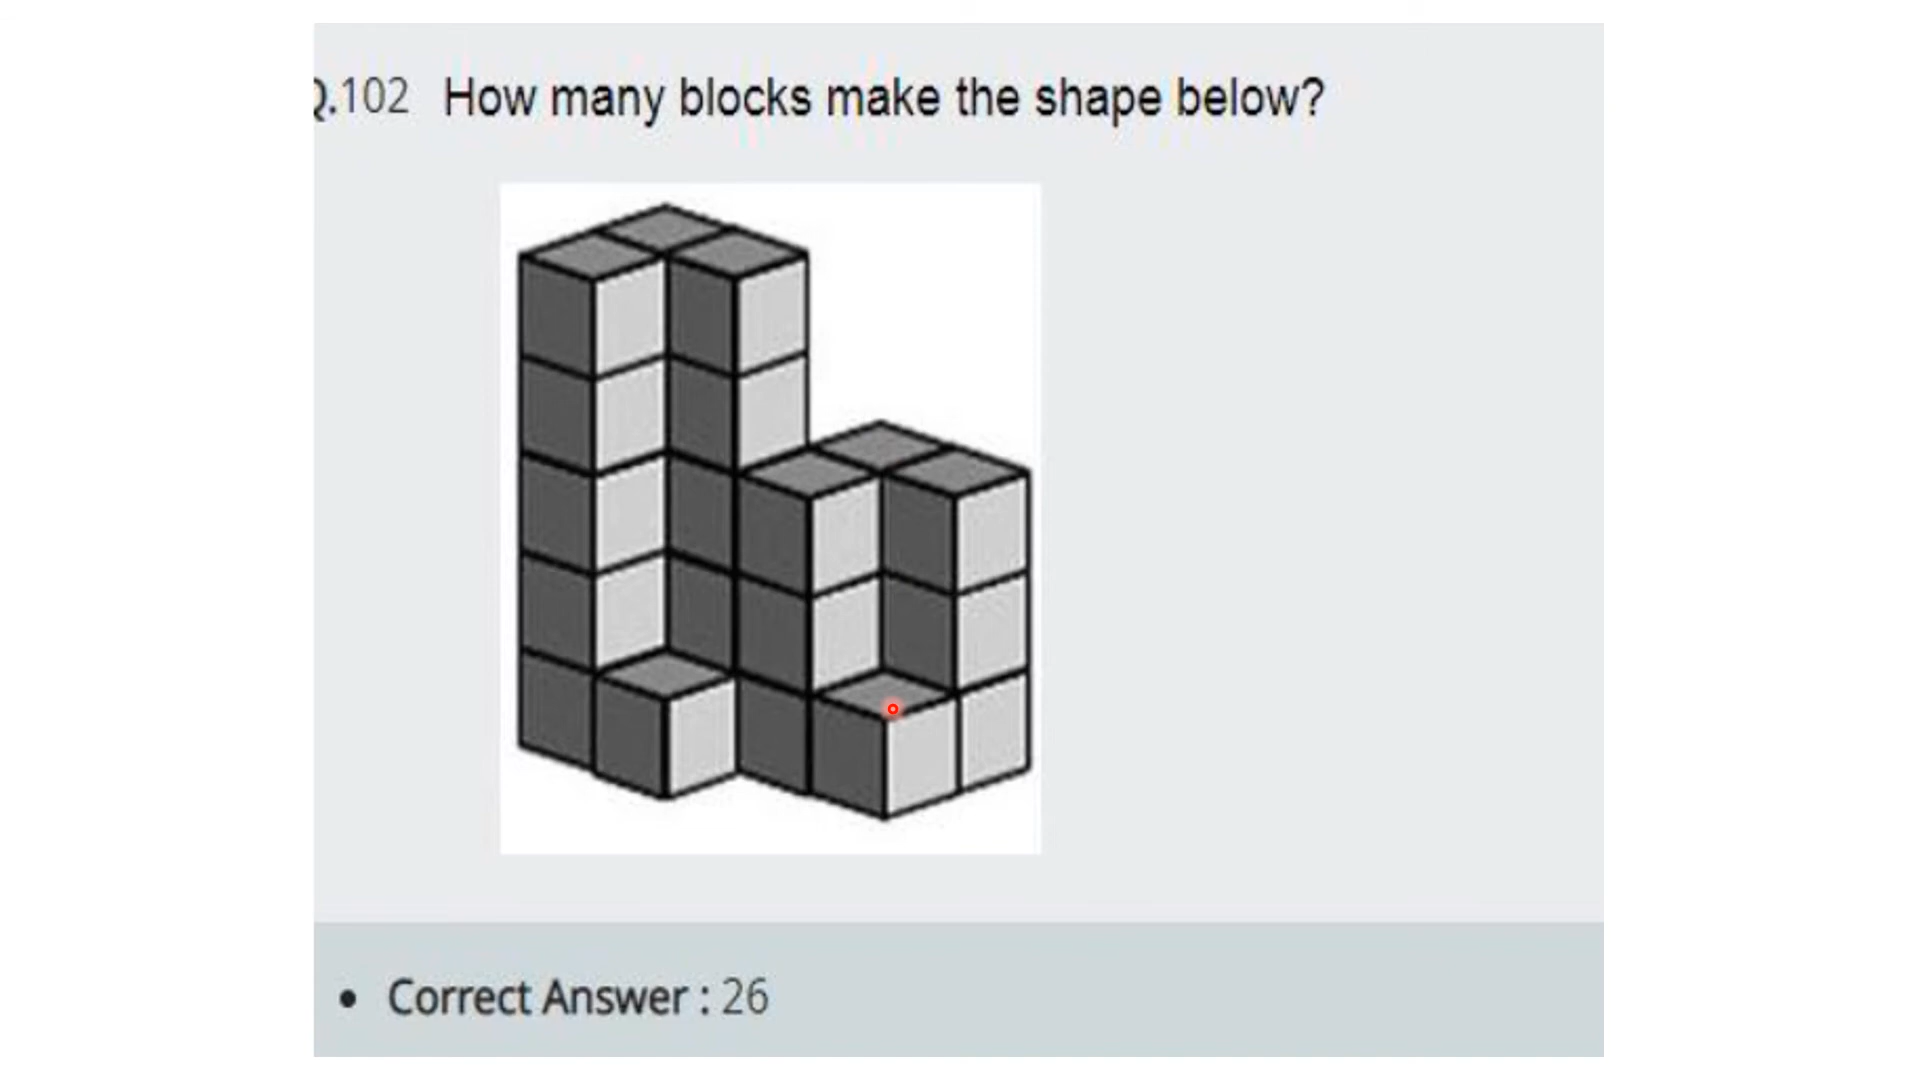 Q.102 How many blocks make the shape below?
• Correct Answer : 26